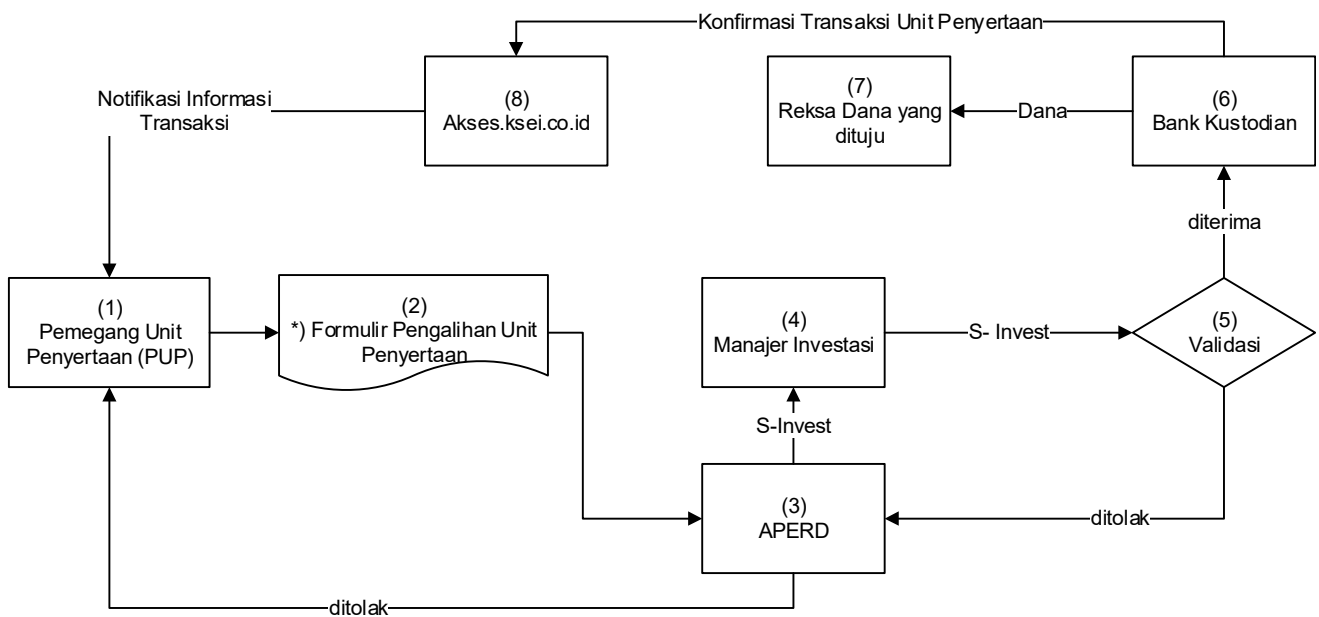 Konfirmasi Transaksi Unit Penyertaan
(8)
Akses.ksei.co.id
(7)
Reksa Dana yang
dituju
Dana
(6)
Bank Kustodian
Notifikasi Informasi
Transaksi
diterima
(1)
Pemegang Unit
Penyertaan (PUP)
(2)
*) Formulir Pengalihan Unit
Penyertaan
(4)
Manajer Investasi
S- Invest
(5)
Validasi
S-Invest
(3)
APERD
ditolak
ditolak